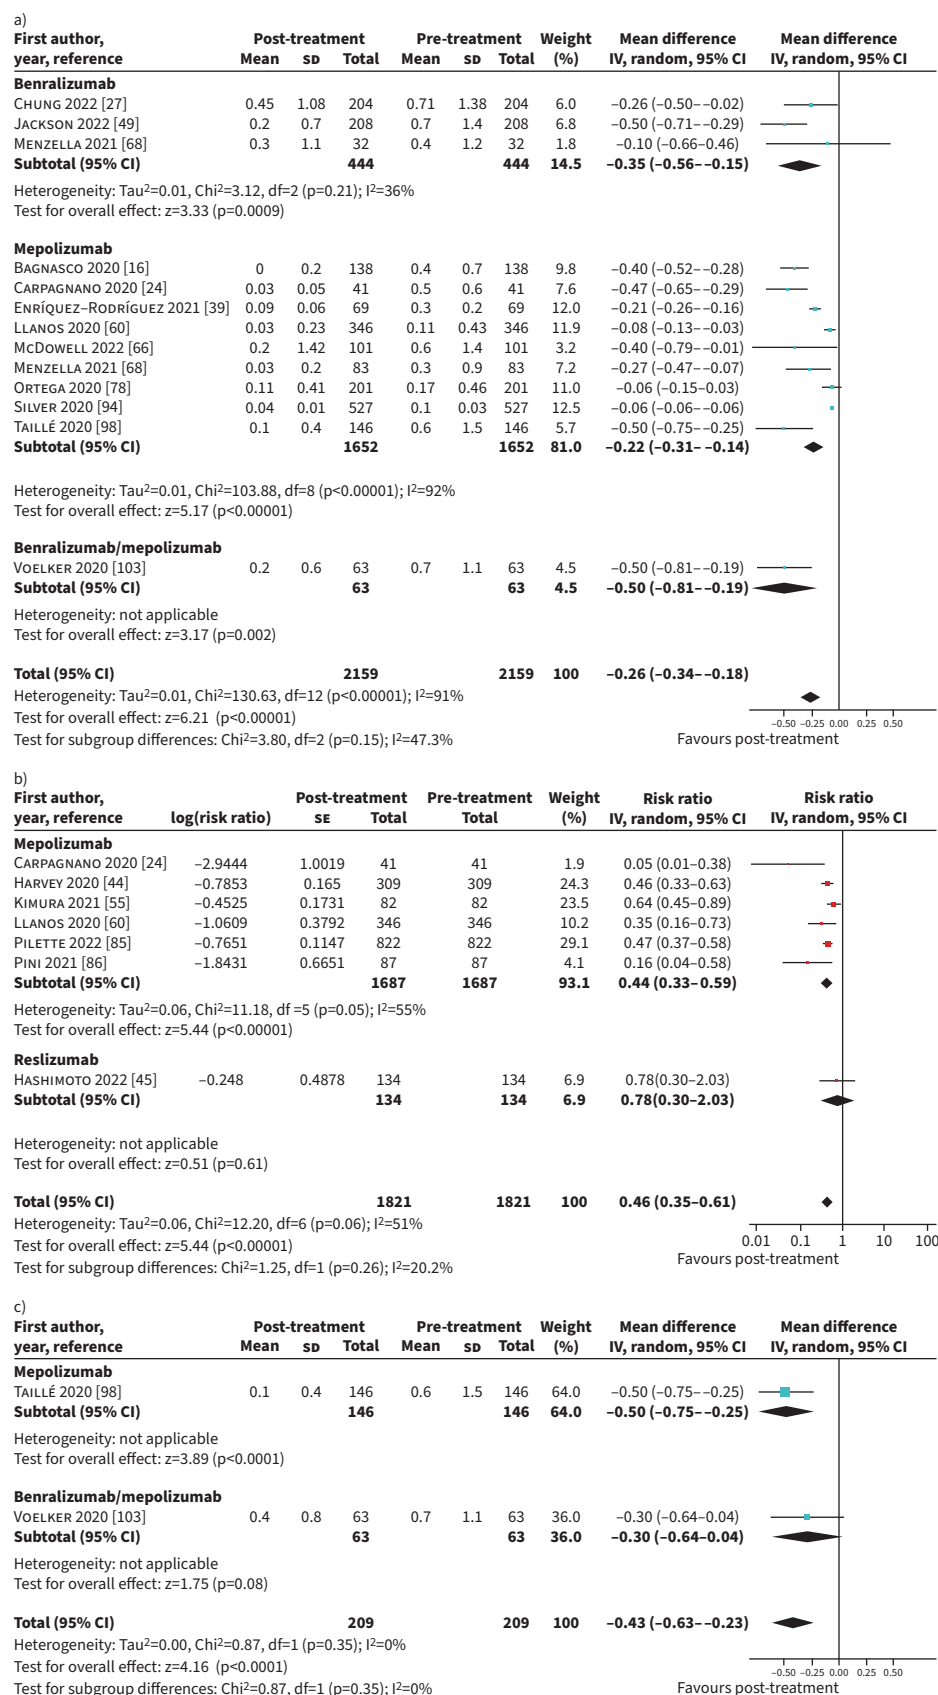 a)
First author, Post-treatment Pre-treatment Weight Mean difference Mean difference
year, reference Mean SD Total Mean SD Total (%) IV, random, 95% CI IV, random, 95% CI
Benralizumab
CHUNG 2022 [27] 0.45 1.08 204 0.71 1.38 204 6.0 –0.26 (–0.50– –0.02)
JACKSON 2022 [49] 0.2 0.7 208 0.7 1.4 208 6.8 –0.50 (–0.71– –0.29)
MENZELLA 2021 [68] 0.3 1.1 32 0.4 1.2 32 1.8 –0.10 (–0.66–0.46)
Subtotal (95% CI) 444 444 14.5 –0.35 (–0.56– –0.15)
Heterogeneity: Tau²=0.01, Chi²=3.12, df=2 (p=0.21); I²=36%
Test for overall effect: z=3.33 (p=0.0009)
Mepolizumab
BAGNASCO 2020 [16] 0 0.2 138 0.4 0.7 138 9.8 –0.40 (–0.52– –0.28)
CARPAGNANO 2020 [24] 0.03 0.05 41 0.5 0.6 41 7.6 –0.47 (–0.65– –0.29)
ENRÍQUEZ–RODRÍGUEZ 2021 [39] 0.09 0.06 69 0.3 0.2 69 12.0 –0.21 (–0.26– –0.16)
LLANOS 2020 [60] 0.03 0.23 346 0.11 0.43 346 11.9 –0.08 (–0.13– –0.03)
MCDOWELL 2022 [66] 0.2 1.42 101 0.6 1.4 101 3.2 –0.40 (–0.79– –0.01)
MENZELLA 2021 [68] 0.03 0.2 83 0.3 0.9 83 7.2 –0.27 (–0.47– –0.07)
ORTEGA 2020 [78] 0.11 0.41 201 0.17 0.46 201 11.0 –0.06 (–0.15–0.03)
SILVER 2020 [94] 0.04 0.01 527 0.1 0.03 527 12.5 –0.06 (–0.06– –0.06)
TAILLÉ 2020 [98] 0.1 0.4 146 0.6 1.5 146 5.7 –0.50 (–0.75– –0.25)
Subtotal (95% CI) 1652 1652 81.0 –0.22 (–0.31– –0.14)
Heterogeneity: Tau²=0.01, Chi²=103.88, df=8 (p<0.00001); I²=92%
Test for overall effect: z=5.17 (p<0.00001)
Benralizumab/mepolizumab
VOELKER 2020 [103] 0.2 0.6 63 0.7 1.1 63 4.5 –0.50 (–0.81– –0.19)
Subtotal (95% CI) 63 63 4.5 –0.50 (–0.81– –0.19)
Heterogeneity: not applicable
Test for overall effect: z=3.17 (p=0.002)
Total (95% CI) 2159 2159 100 –0.26 (–0.34– –0.18)
Heterogeneity: Tau²=0.01, Chi²=130.63, df=12 (p<0.00001); I²=91%
Test for overall effect: z=6.21 (p<0.00001)
–0.50 –0.25 0.00 0.25 0.50
Test for subgroup differences: Chi²=3.80, df=2 (p=0.15); I²=47.3% Favours post-treatment
b)
First author, Post-treatment Pre-treatment Weight Risk ratio Risk ratio
year, reference log(risk ratio) SE Total Total (%) IV, random, 95% CI IV, random, 95% CI
Mepolizumab
CARPAGNANO 2020 [24] –2.9444 1.0019 41 41 1.9 0.05 (0.01–0.38)
HARVEY 2020 [44] –0.7853 0.165 309 309 24.3 0.46 (0.33–0.63)
KIMURA 2021 [55] –0.4525 0.1731 82 82 23.5 0.64 (0.45–0.89)
LLANOS 2020 [60] –1.0609 0.3792 346 346 10.2 0.35 (0.16–0.73)
PILETTE 2022 [85] –0.7651 0.1147 822 822 29.1 0.47 (0.37–0.58)
PINI 2021 [86] –1.8431 0.6651 87 87 4.1 0.16 (0.04–0.58)
Subtotal (95% CI) 1687 1687 93.1 0.44 (0.33–0.59)
Heterogeneity: Tau²=0.06, Chi²=11.18, df =5 (p=0.05); I²=55%
Test for overall effect: z=5.44 (p<0.00001)
Reslizumab
HASHIMOTO 2022 [45] –0.248 0.4878 134 134 6.9 0.78(0.30–2.03)
Subtotal (95% CI) 134 134 6.9 0.78(0.30–2.03)
Heterogeneity: not applicable
Test for overall effect: z=0.51 (p=0.61)
Total (95% CI) 1821 1821 100 0.46 (0.35–0.61)
Heterogeneity: Tau²=0.06, Chi²=12.20, df=6 (p=0.06); I²=51%
Test for overall effect: z=5.44 (p<0.00001) 0.01 0.1 1 10 100
Test for subgroup differences: Chi²=1.25, df=1 (p=0.26); I²=20.2% Favours post-treatment
c)
First author, Post-treatment Pre-treatment Weight Mean difference Mean difference
year, reference Mean SD Total Mean SD Total (%) IV, random, 95% CI IV, random, 95% CI
Mepolizumab
TAILLÉ 2020 [98] 0.1 0.4 146 0.6 1.5 146 64.0 –0.50 (–0.75– –0.25)
Subtotal (95% CI) 146 146 64.0 –0.50 (–0.75– –0.25)
Heterogeneity: not applicable
Test for overall effect: z=3.89 (p<0.0001)
Benralizumab/mepolizumab
VOELKER 2020 [103] 0.4 0.8 63 0.7 1.1 63 36.0 –0.30 (–0.64–0.04)
Subtotal (95% CI) 63 63 36.0 –0.30 (–0.64–0.04)
Heterogeneity: not applicable
Test for overall effect: z=1.75 (p=0.08)
Total (95% CI) 209 209 100 –0.43 (–0.63– –0.23)
Heterogeneity: Tau²=0.00, Chi²=0.87, df=1 (p=0.35); I²=0%
Test for overall effect: z=4.16 (p<0.0001) –0.50 –0.25 0.00 0.25 0.50
Test for subgroup differences: Chi²=0.87, df=1 (p=0.35); I²=0% Favours post-treatment